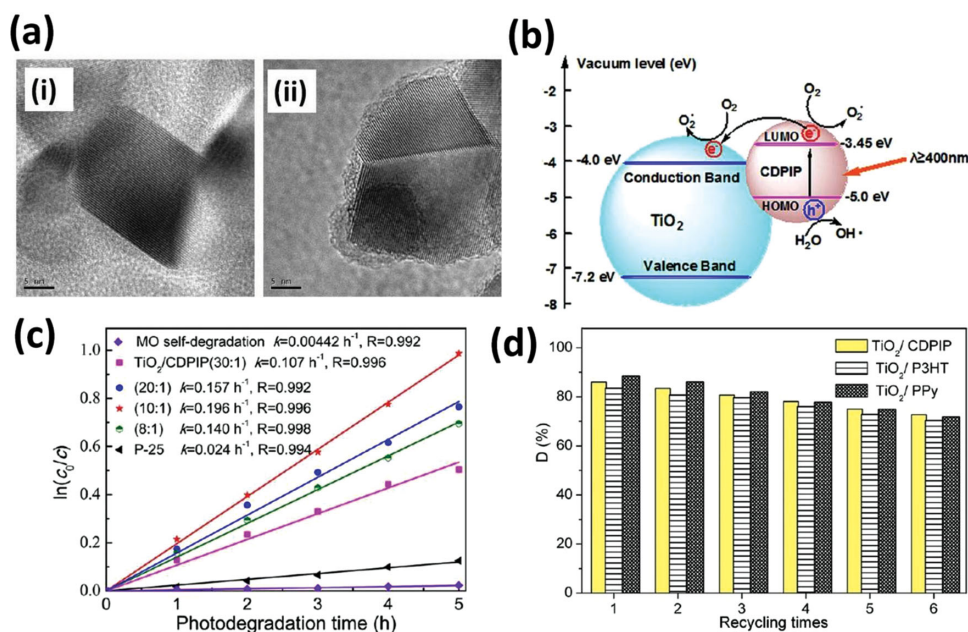 (a)
(i)
5 nm
(ii)
5 nm
(b)
Vacuum level (eV)
-2
-3
-4
-5
-6
-7
-8
O₂
O₂
O₂˙
O₂˙
e⁻
LUMO
e⁻
-3.45 eV
-4.0 eV
Conduction Band
CDPIP
λ≥400nm
HOMO
-5.0 eV
h⁺
TiO₂
H₂O
OH·
Valence Band
-7.2 eV
(c)
MO self-degradation k=0.00442 h⁻¹, R=0.992
TiO₂/CDPIP(30:1) k=0.107 h⁻¹, R=0.996
(20:1) k=0.157 h⁻¹, R=0.992
(10:1) k=0.196 h⁻¹, R=0.996
(8:1) k=0.140 h⁻¹, R=0.998
P-25 k=0.024 h⁻¹, R=0.994
ln(c₀/c)
1.0
0.8
0.6
0.4
0.2
0.0
0 1 2 3 4 5
Photodegradation time (h)
(d)
TiO₂/ CDPIP
TiO₂/ P3HT
TiO₂/ PPy
D (%)
100
80
60
40
20
0
1 2 3 4 5 6
Recycling times